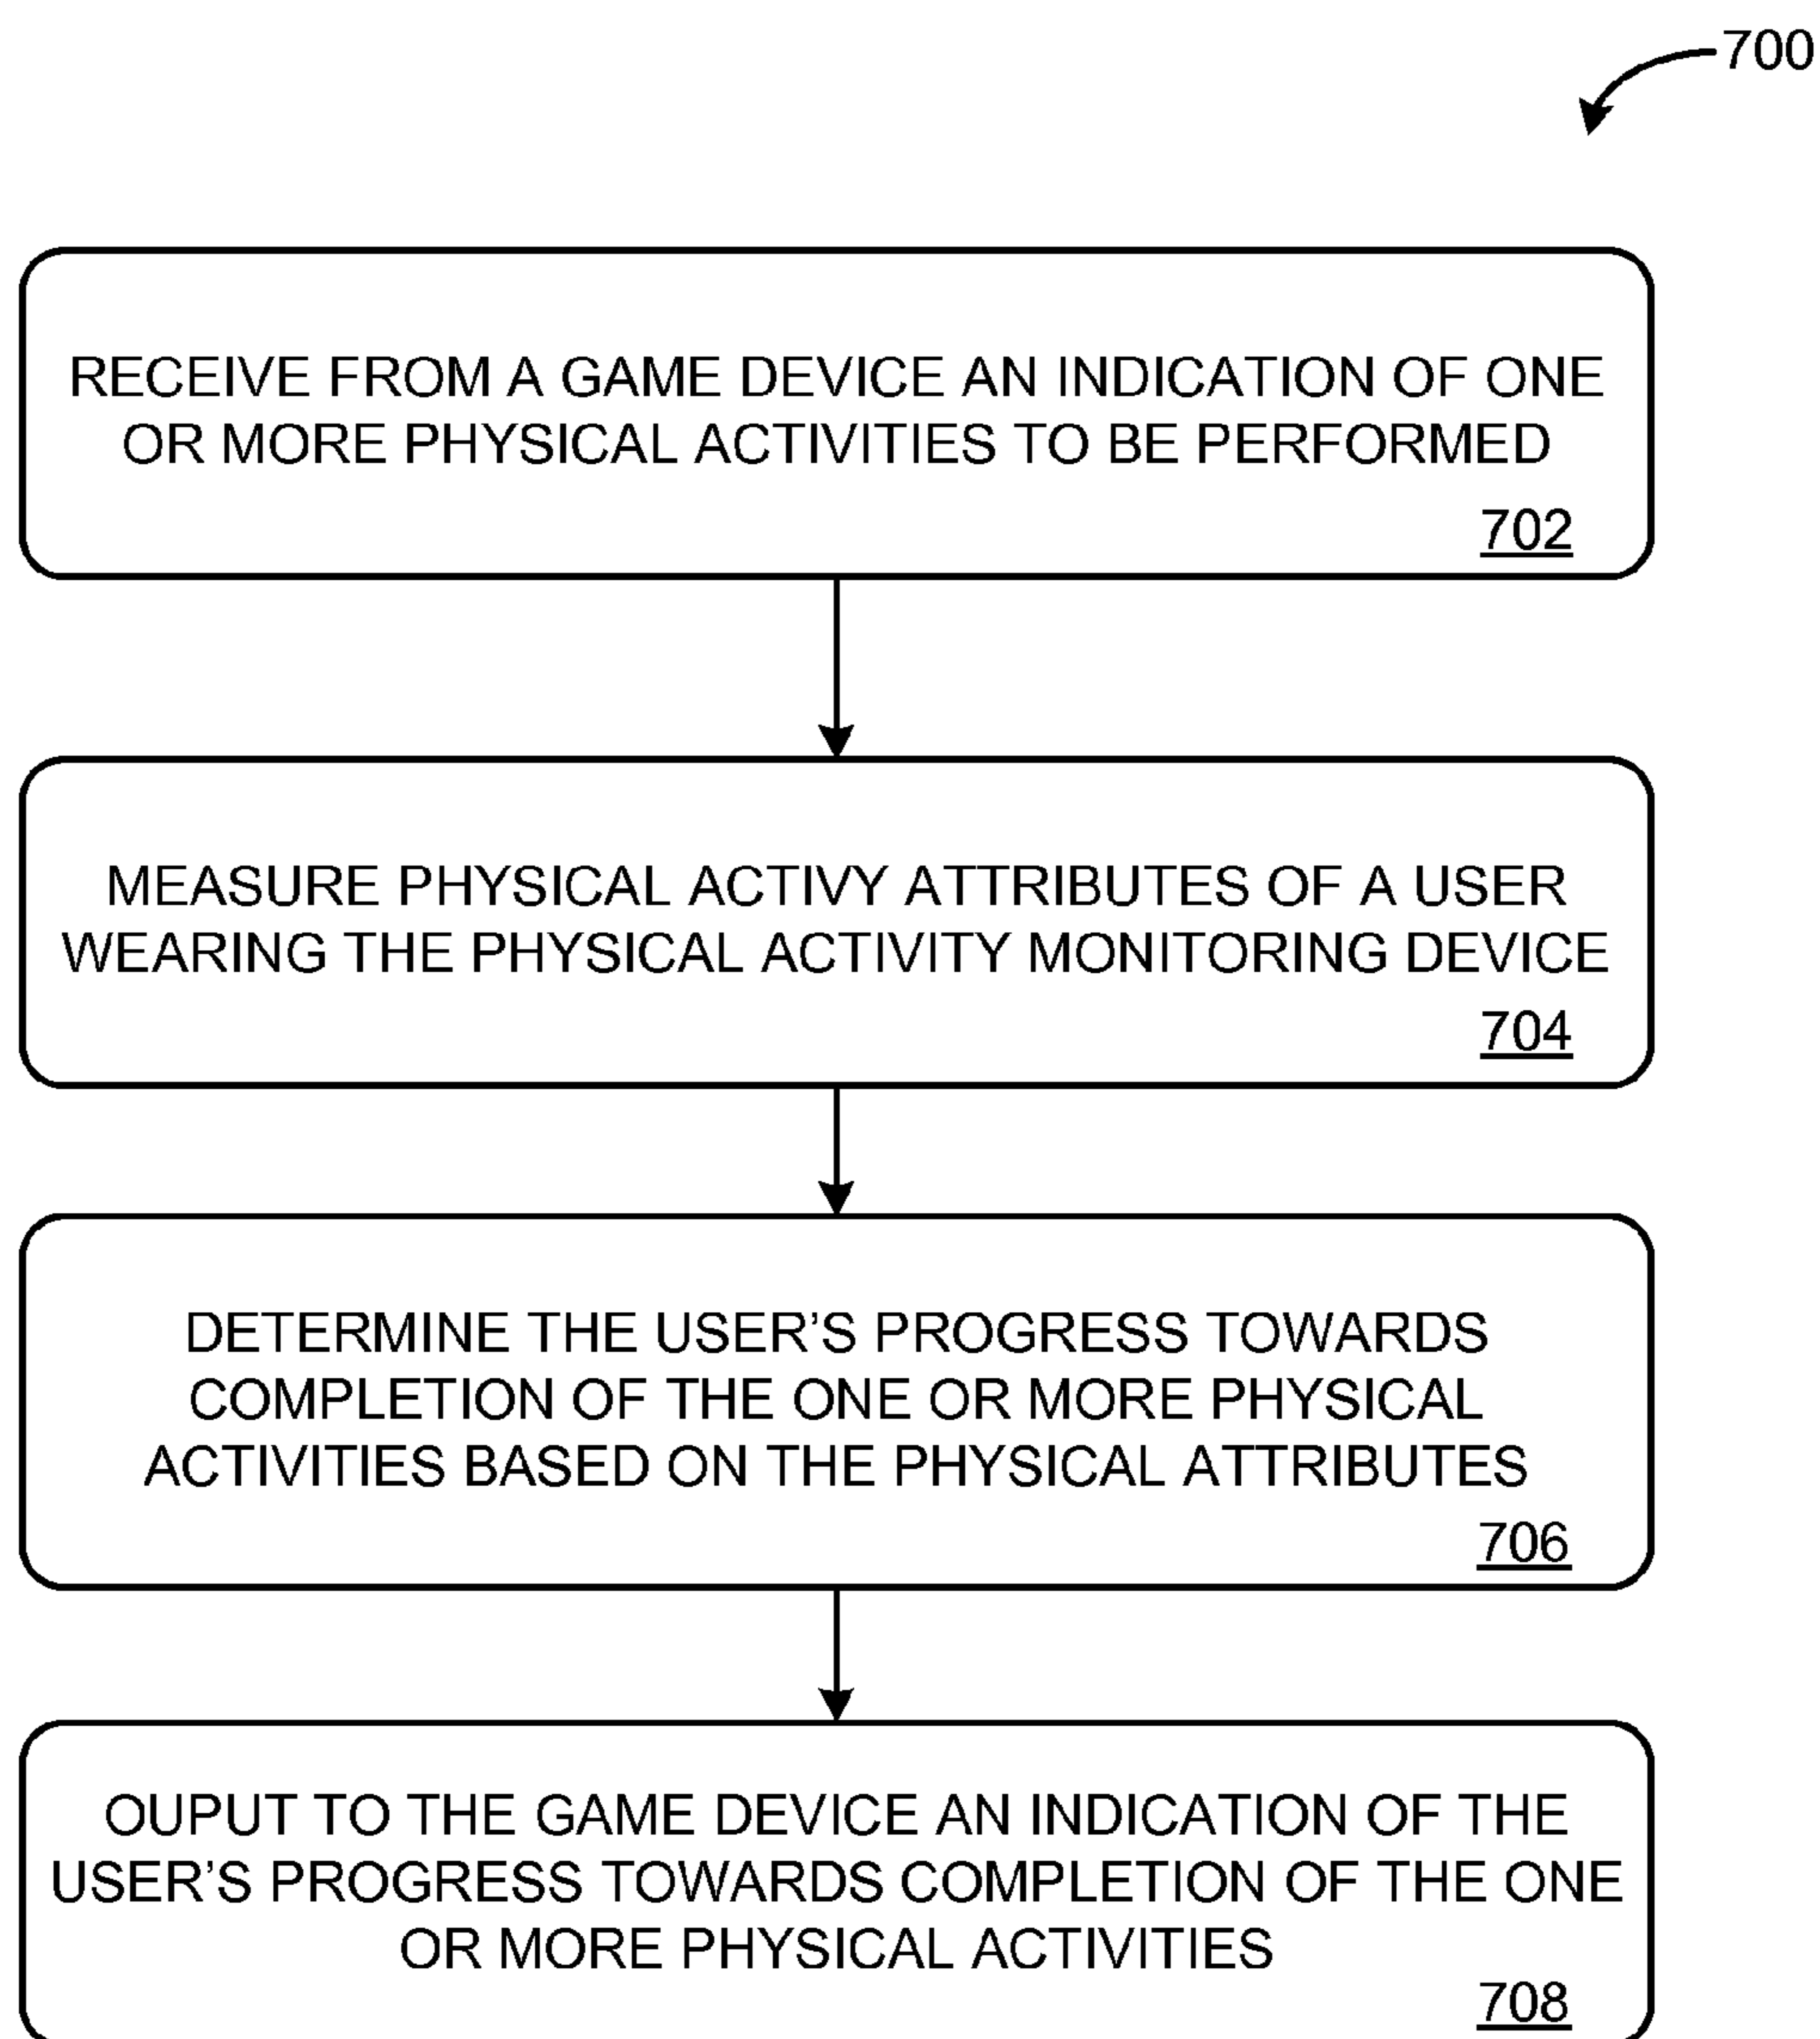 700
RECEIVE FROM A GAME DEVICE AN INDICATION OF ONE
OR MORE PHYSICAL ACTIVITIES TO BE PERFORMED
702
MEASURE PHYSICAL ACTIVY ATTRIBUTES OF A USER
WEARING THE PHYSICAL ACTIVITY MONITORING DEVICE
704
DETERMINE THE USER’S PROGRESS TOWARDS
COMPLETION OF THE ONE OR MORE PHYSICAL
ACTIVITIES BASED ON THE PHYSICAL ATTRIBUTES
706
OUPUT TO THE GAME DEVICE AN INDICATION OF THE
USER’S PROGRESS TOWARDS COMPLETION OF THE ONE
OR MORE PHYSICAL ACTIVITIES
708